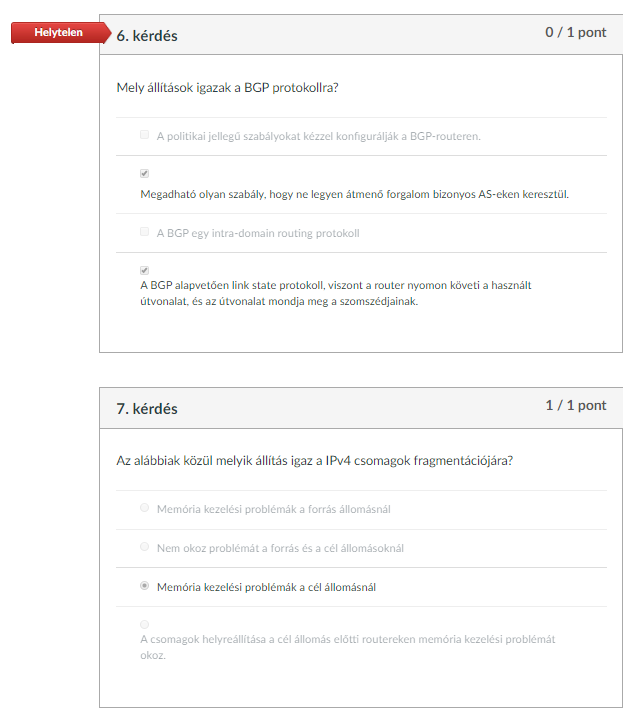 Helytelen
6. kérdés
0 / 1 pont
Mely állítások igazak a BGP protokollra?
A politikai jellegű szabályokat kézzel konfigurálják a BGP-routeren.
Megadható olyan szabály, hogy ne legyen átmenő forgalom bizonyos AS-eken keresztül.
A BGP egy intra-domain routing protokoll
A BGP alapvetően link state protokoll, viszont a router nyomon követi a használt
útvonalat, és az útvonalat mondja meg a szomszédjainak.
7. kérdés
1 / 1 pont
Az alábbiak közül melyik állítás igaz a IPv4 csomagok fragmentációjára?
Memória kezelési problémák a forrás állomásnál
Nem okoz problémát a forrás és a cél állomásoknál
Memória kezelési problémák a cél állomásnál
A csomagok helyreállítása a cél állomás előtti routereken memória kezelési problémát
okoz.